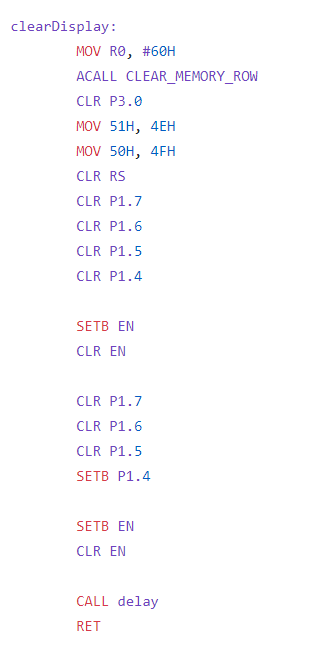 clearDisplay:
MOV R0, #60H
ACALL CLEAR_MEMORY_ROW
CLR P3.0
MOV 51H, 4EH
MOV 50H, 4FH
CLR RS
CLR P1.7
CLR P1.6
CLR P1.5
CLR P1.4
SETB EN
CLR EN
CLR P1.7
CLR P1.6
CLR P1.5
SETB P1.4
SETB EN
CLR EN
CALL delay
RET